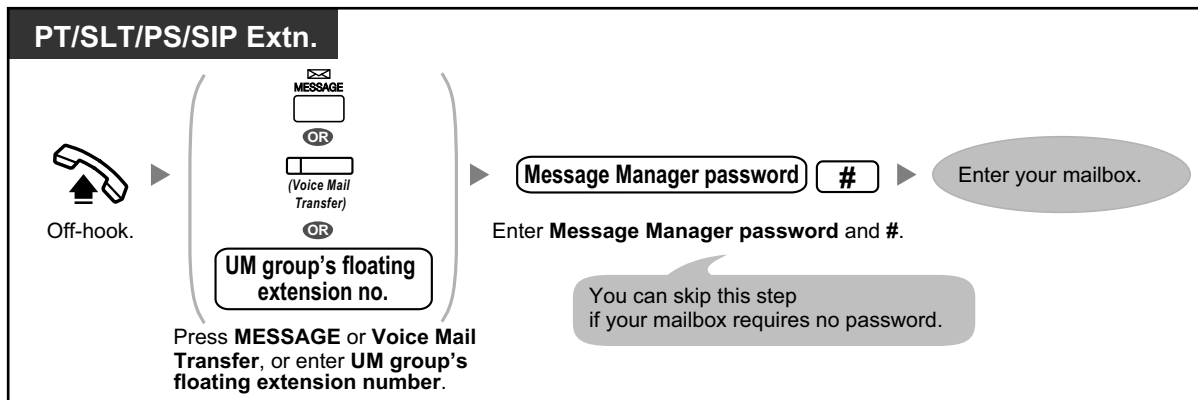 PT/SLT/PS/SIP Extn.
MESSAGE
OR
(Voice Mail
Transfer)
OR
UM group's floating
extension no.
Off-hook.
Press MESSAGE or Voice Mail
Transfer, or enter UM group's
floating extension number.
Message Manager password #
Enter Message Manager password and #.
You can skip this step
if your mailbox requires no password.
Enter your mailbox.